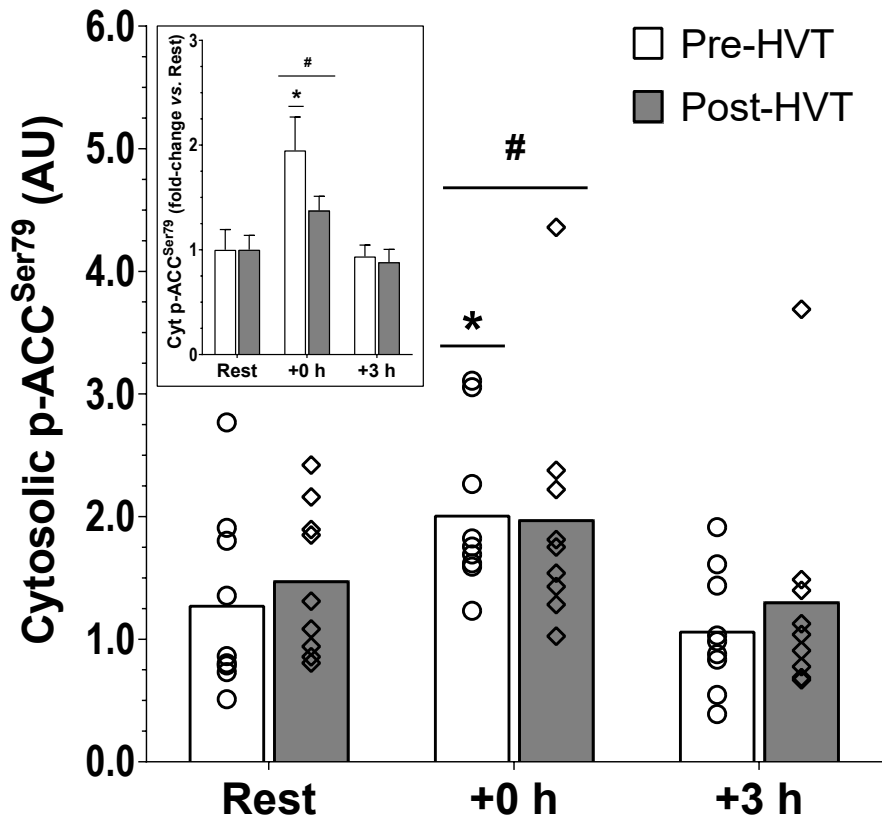 Cytosolic p-ACC^Ser79 (AU)
6.0
5.0
4.0
3.0
2.0
1.0
0.0
Rest
+0 h
+3 h
Pre-HVT
Post-HVT
#
*
Cyt p-ACC^Ser79 (fold-change vs. Rest)
3
2
1
0
#
*
Rest
+0 h
+3 h